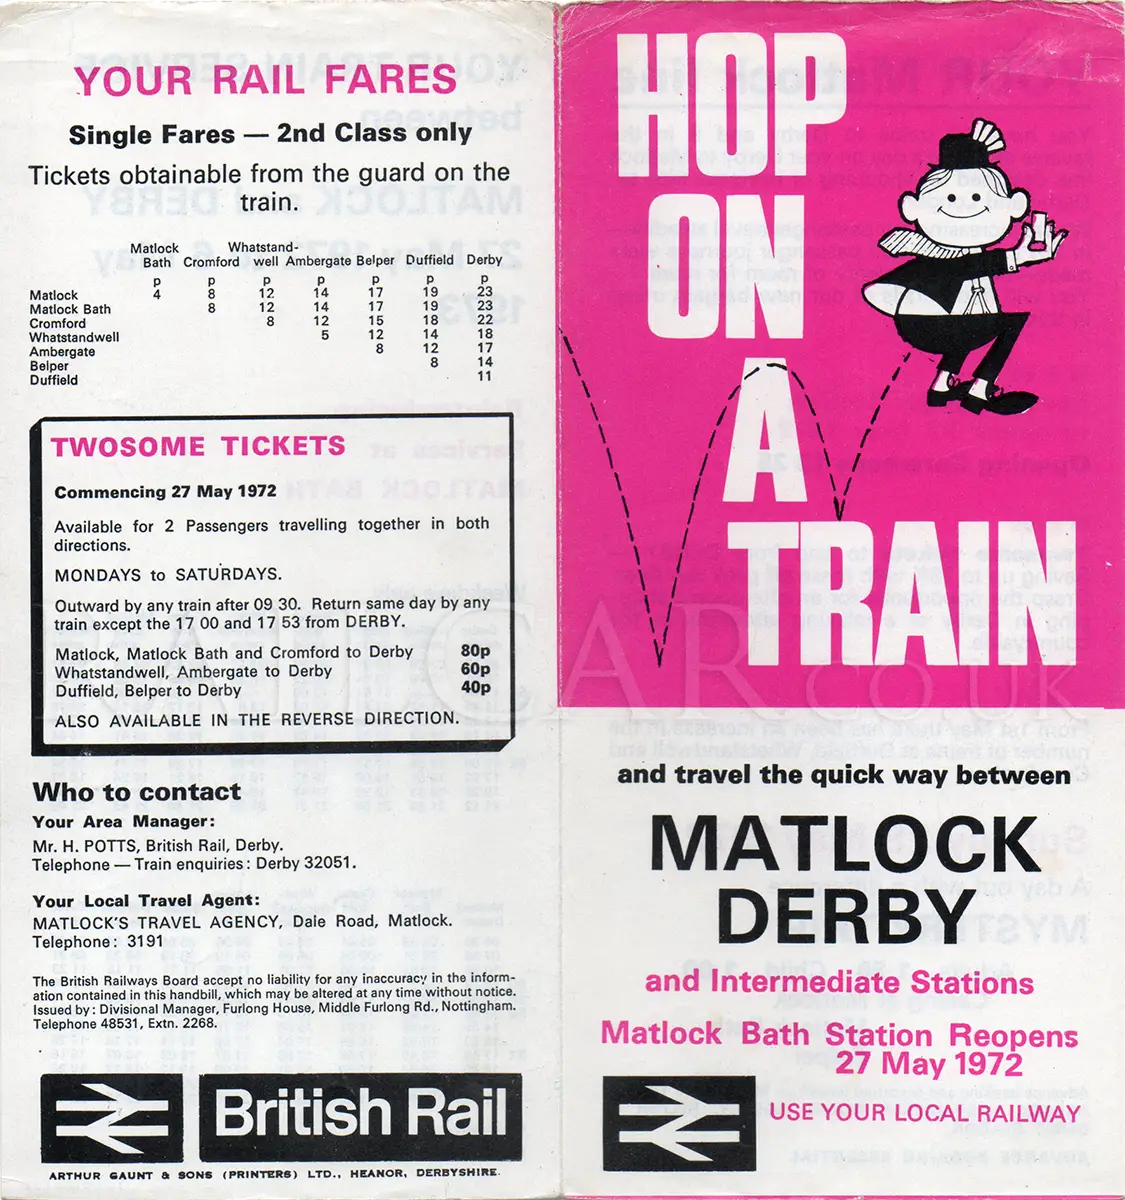 YOUR RAIL FARES
Single Fares — 2nd Class only
Tickets obtainable from the guard on the
train.
Matlock Whatstand-
Bath Cromford well Ambergate Belper Duffield Derby
p p p p p p p
Matlock 4 8 12 14 17 19 23
Matlock Bath 8 12 14 17 19 23
Cromford 8 12 15 18 22
Whatstandwell 5 12 14 18
Ambergate 8 12 17
Belper 8 14
Duffield 11
TWOSOME TICKETS
Commencing 27 May 1972
Available for 2 Passengers travelling together in both
directions.
MONDAYS to SATURDAYS.
Outward by any train after 09 30. Return same day by any
train except the 17 00 and 17 53 from DERBY.
Matlock, Matlock Bath and Cromford to Derby 80p
Whatstandwell, Ambergate to Derby 60p
Duffield, Belper to Derby 40p
ALSO AVAILABLE IN THE REVERSE DIRECTION.
Who to contact
Your Area Manager:
Mr. H. POTTS, British Rail, Derby.
Telephone — Train enquiries: Derby 32051.
Your Local Travel Agent:
MATLOCK'S TRAVEL AGENCY, Dale Road, Matlock.
Telephone: 3191
The British Railways Board accept no liability for any inaccuracy in the inform-
ation contained in this handbill, which may be altered at any time without notice.
Issued by: Divisional Manager, Furlong House, Middle Furlong Rd., Nottingham.
Telephone 48531, Extn. 2268.
British Rail
ARTHUR GAUNT & SONS (PRINTERS) LTD., HEANOR, DERBYSHIRE.
HOP
ON
A
TRAIN
and travel the quick way between
MATLOCK
DERBY
and Intermediate Stations
Matlock Bath Station Reopens
27 May 1972
USE YOUR LOCAL RAILWAY
RAILCAR.CO.UK